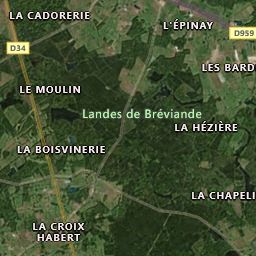 LA CADORERIE
L'ÉPINAY
D959
D34
LES BARD
LE MOULIN
Landes de Bréviande
LA HÉZIÈRE
LA BOISVINERIE
LA CHAPELI
LA CROIX
HABERT